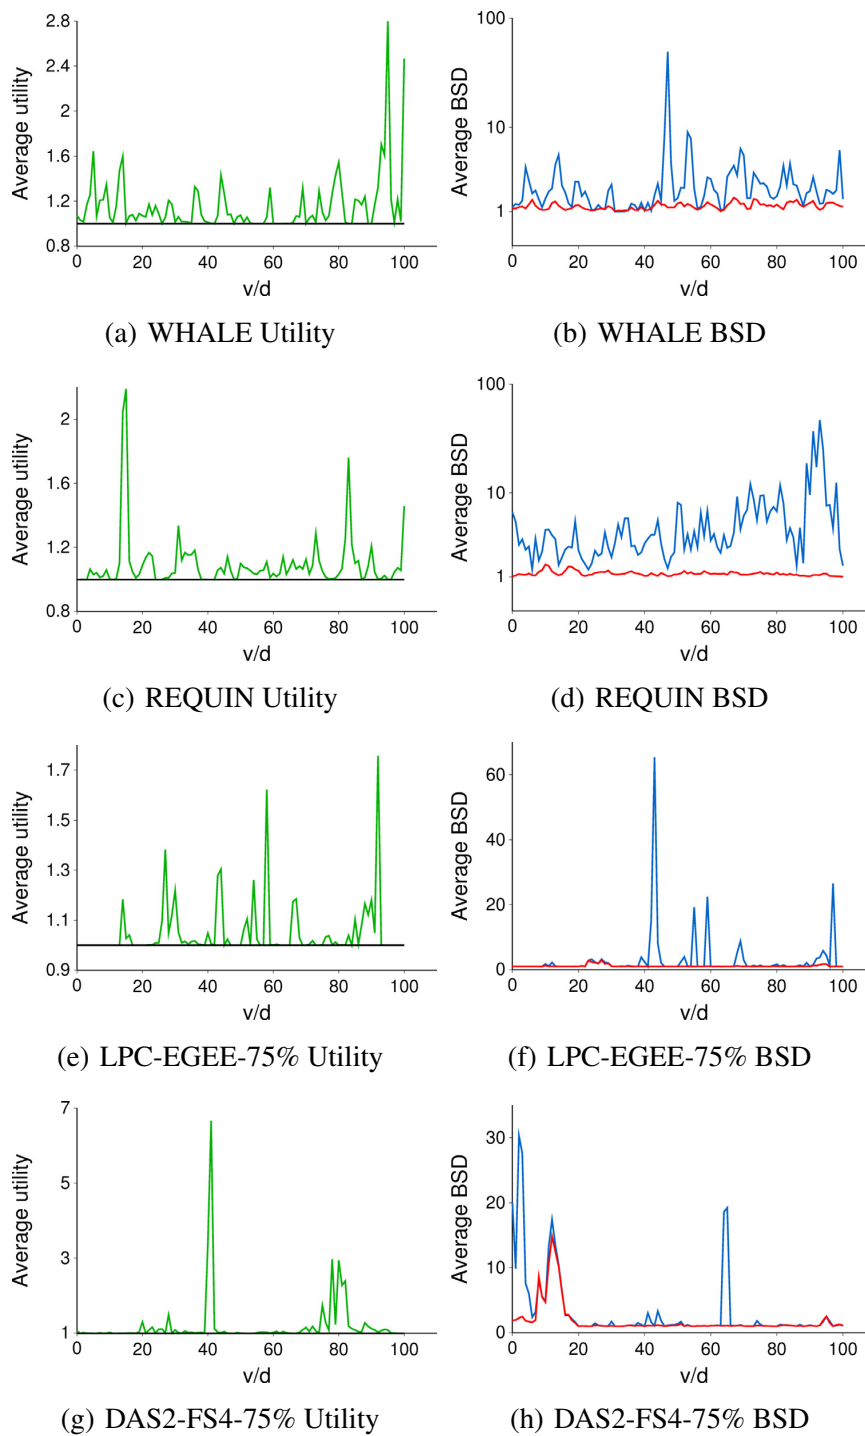 Average utility
2.8
2.4
2
1.6
1.2
0.8
0 20 40 60 80 100
v/d
(a) WHALE Utility
Average BSD
100
10
1
0 20 40 60 80 100
v/d
(b) WHALE BSD
Average utility
2
1.6
1.2
0.8
0 20 40 60 80 100
v/d
(c) REQUIN Utility
Average BSD
100
10
1
0 20 40 60 80 100
v/d
(d) REQUIN BSD
Average utility
1.7
1.5
1.3
1.1
0.9
0 20 40 60 80 100
v/d
(e) LPC-EGEE-75% Utility
Average BSD
60
40
20
0
0 20 40 60 80 100
v/d
(f) LPC-EGEE-75% BSD
Average utility
7
5
3
1
0 20 40 60 80 100
v/d
(g) DAS2-FS4-75% Utility
Average BSD
30
20
10
0
0 20 40 60 80 100
v/d
(h) DAS2-FS4-75% BSD